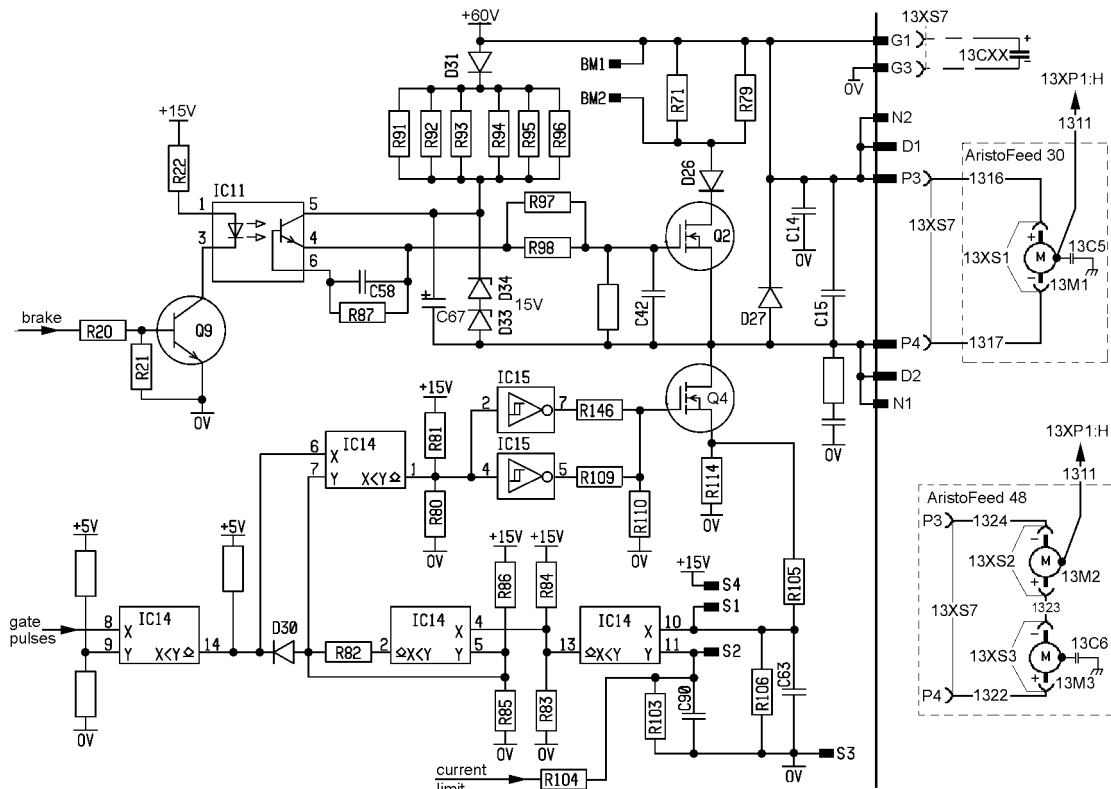 +60V
13XS7
G1
+
13CXX
−
G3
0V
13XP1:H
1311
D31
BM1
BM2
R71
R79
N2
D1
R91
R92
R93
R94
R95
R96
+15V
R22
IC11
1
3
5
4
6
R97
R98
D26
Q2
P3
13XS7
AristoFeed 30
1316
13XS1
+
M
−
13C5
13M1
1317
C14
0V
C58
R87
+
C67
D34
15V
D33
C42
D27
C15
P4
D2
N1
brake
R20
R21
Q9
0V
+15V
IC15
2
7
R146
Q4
R81
IC14
6
X
7
Y
X<Y
1
IC15
4
5
R109
R80
R110
R114
0V
0V
0V
0V
13XP1:H
1311
AristoFeed 48
P3
1324
−
13XS2
M
13M2
+
1323
13XS7
−
13XS3
M
13C6
+
13M3
P4
1322
+5V
+5V
+15V
+15V
R86
R84
+15V
S4
S1
S2
R105
gate
pulses
8
X
9
Y
IC14
X<Y
14
D30
R82
2
IC14
X<Y
X
4
Y
5
13
IC14
X<Y
X
10
Y
11
R85
R83
R103
C90
R106
C63
0V
0V
0V
0V
S3
current
limit
R104